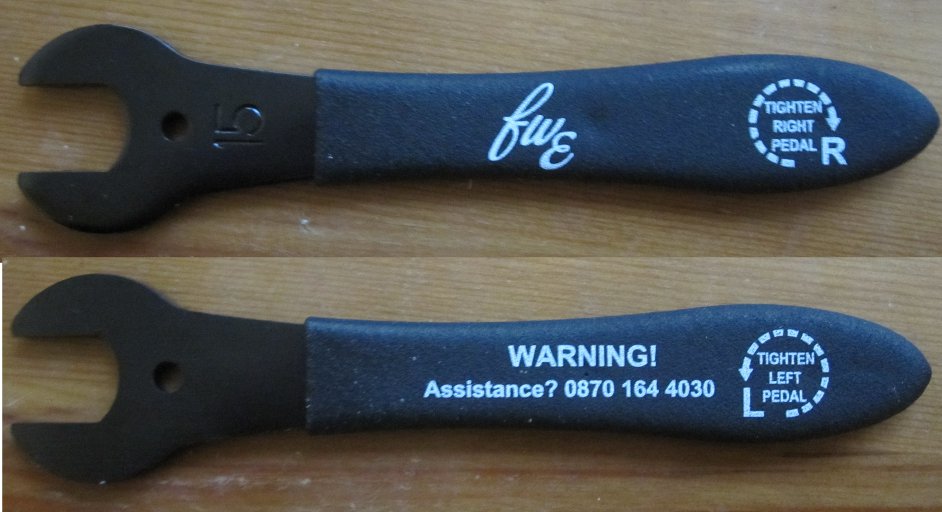 15
fwE
TIGHTEN
RIGHT
PEDAL R
WARNING!
Assistance? 0870 164 4030
TIGHTEN
LEFT
L PEDAL